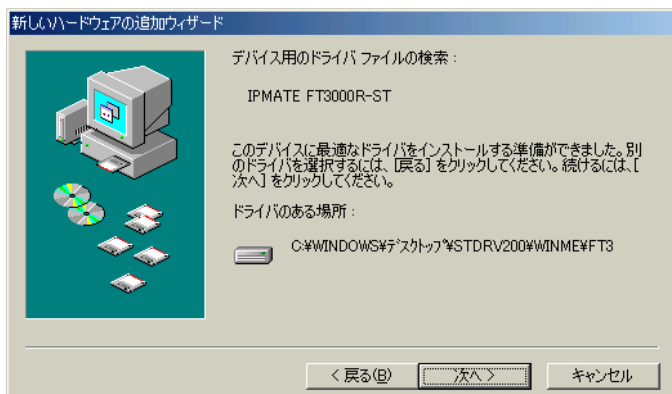 新しいハードウェアの追加ウィザード
デバイス用のドライバ ファイルの検索 :
IPMATE FT3000R-ST
このデバイスに最適なドライバをインストールする準備ができました。別
のドライバを選択するには、[戻る] をクリックしてください。続けるには、[
次へ] をクリックしてください。
ドライバのある場所 :
C:¥WINDOWS¥デスクトップ¥STDRV200¥WINME¥FT3
< 戻る(B)
次へ >
キャンセル